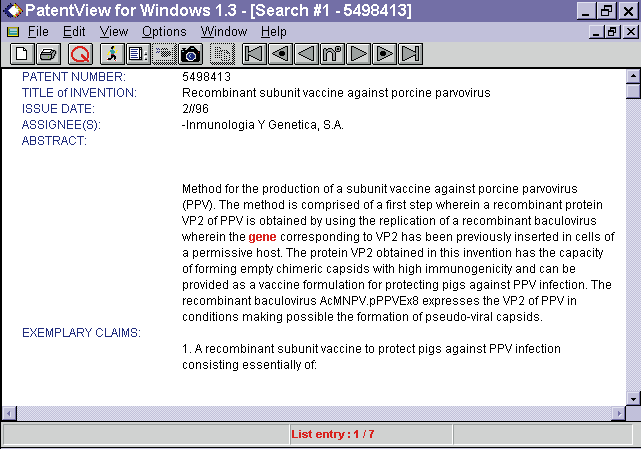 PatentView for Windows 1.3 - [Search #1 - 5498413]
File Edit View Options Window Help
n°
PATENT NUMBER: 5498413
TITLE of INVENTION: Recombinant subunit vaccine against porcine parvovirus
ISSUE DATE: 2//96
ASSIGNEE(S): -Inmunologia Y Genetica, S.A.
ABSTRACT:
Method for the production of a subunit vaccine against porcine parvovirus
(PPV). The method is comprised of a first step wherein a recombinant protein
VP2 of PPV is obtained by using the replication of a recombinant baculovirus
wherein the gene corresponding to VP2 has been previously inserted in cells of
a permissive host. The protein VP2 obtained in this invention has the capacity
of forming empty chimeric capsids with high immunogenicity and can be
provided as a vaccine formulation for protecting pigs against PPV infection. The
recombinant baculovirus AcMNPV.pPPVEx8 expresses the VP2 of PPV in
conditions making possible the formation of pseudo-viral capsids.
EXEMPLARY CLAIMS:
1. A recombinant subunit vaccine to protect pigs against PPV infection
consisting essentially of:
List entry : 1 / 7